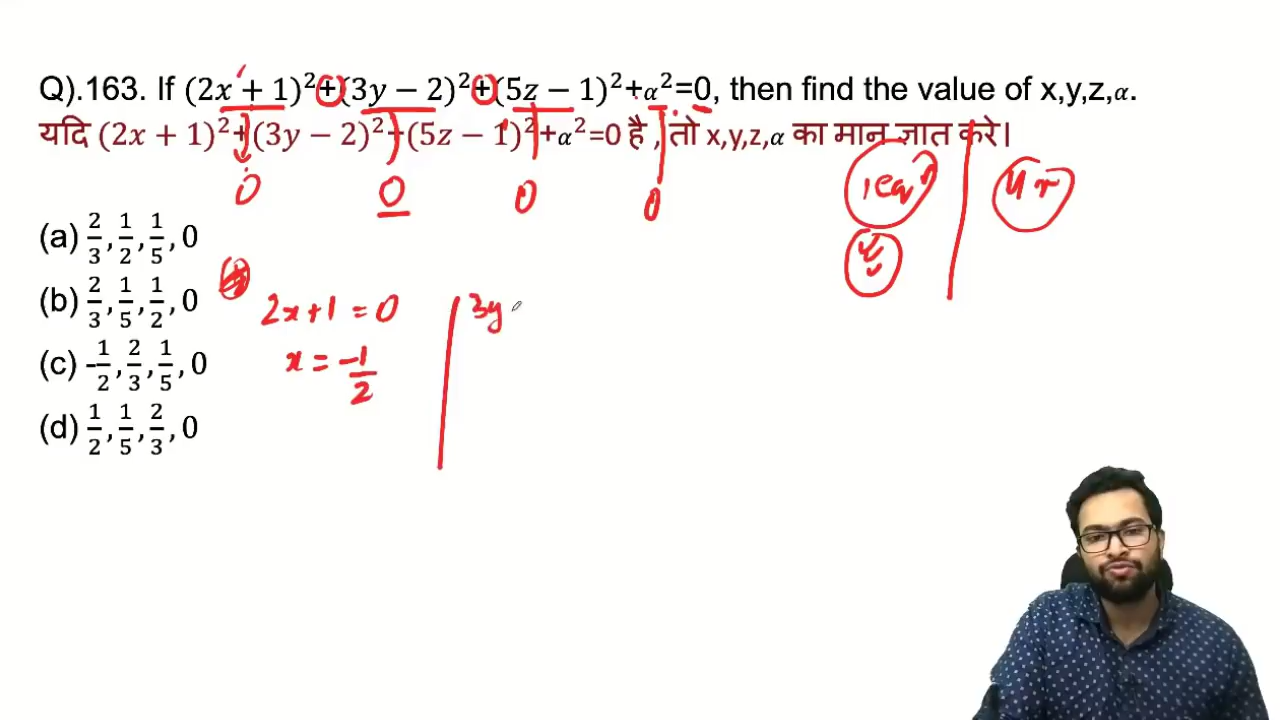 Q).163. If (2x + 1)²+(3y − 2)²+(5z − 1)²+α²=0, then find the value of x,y,z,α.
यदि (2x + 1)²+(3y − 2)²+(5z − 1)²+α²=0 है , तो x,y,z,α का मान ज्ञात करे।
0 0 0 0
1 eqⁿ 4 v
(a) 2/3, 1/2, 1/5, 0
(b) 2/3, 1/5, 1/2, 0
(c) -1/2, 2/3, 1/5, 0
(d) 1/2, 1/5, 2/3, 0
2x+1 = 0
x = -1/2
3y